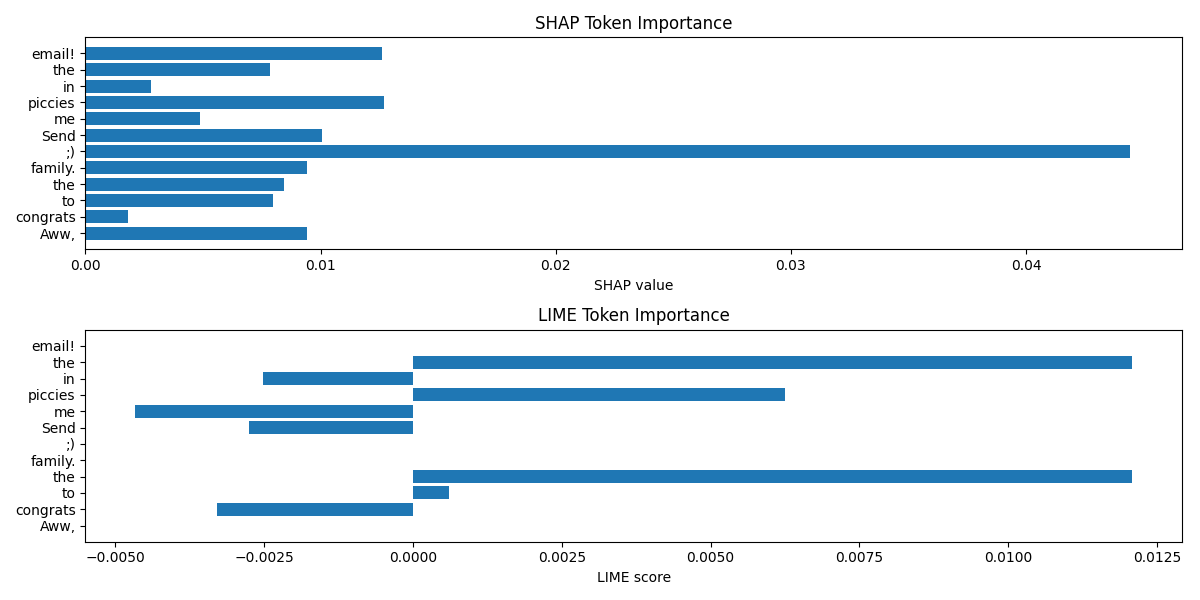 SHAP Token Importance
email!
the
in
piccies
me
Send
;)
family.
the
to
congrats
Aww,
0.00 0.01 0.02 0.03 0.04
SHAP value
LIME Token Importance
email!
the
in
piccies
me
Send
;)
family.
the
to
congrats
Aww,
−0.0050 −0.0025 0.0000 0.0025 0.0050 0.0075 0.0100 0.0125
LIME score